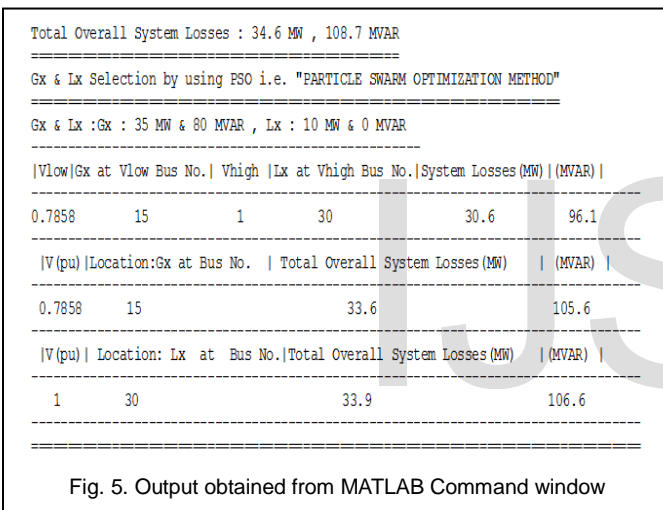 Total Overall System Losses : 34.6 MW , 108.7 MVAR
==================================================
Gx & Lx Selection by using PSO i.e. "PARTICLE SWARM OPTIMIZATION METHOD"
========================================================================
Gx & Lx :Gx : 35 MW & 80 MVAR , Lx : 10 MW & 0 MVAR
-----------------------------------------------------
|Vlow|Gx at Vlow Bus No.| Vhigh |Lx at Vhigh Bus No.|System Losses(MW)|(MVAR)|
-----------------------------------------------------------------------------------
0.7858 15 1 30 30.6 96.1
-----------------------------------------------------------------------------------
|V(pu)|Location:Gx at Bus No. | Total Overall System Losses(MW) | (MVAR) |
-----------------------------------------------------------------------------------
0.7858 15 33.6 105.6
-----------------------------------------------------------------------------------
|V(pu)| Location: Lx at Bus No.|Total Overall System Losses(MW) |(MVAR) |
-----------------------------------------------------------------------------------
1 30 33.9 106.6
-----------------------------------------------------------------------------------
===================================================================================
IJS
Fig. 5. Output obtained from MATLAB Command window